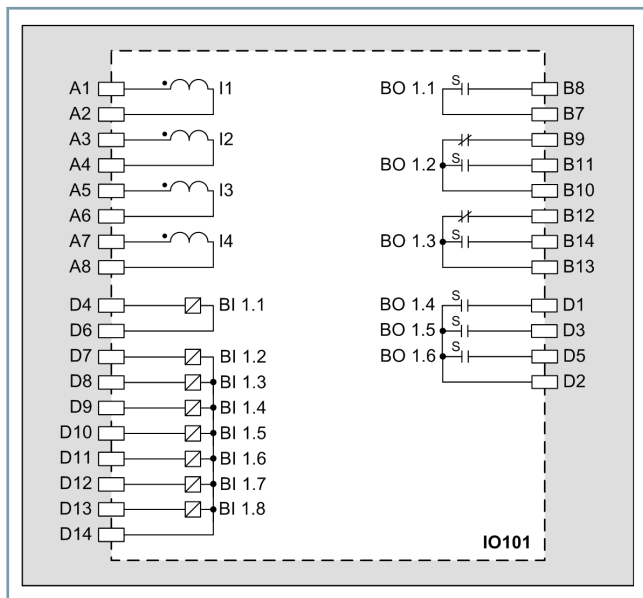 A1 I1 BO 1.1 S B8
A2 B7
A3 I2 B9
A4 BO 1.2 S B11
A5 I3 B10
A6 B12
A7 I4 BO 1.3 S B14
A8 B13
D4 BI 1.1 BO 1.4 S D1
D6 BO 1.5 S D3
D7 BI 1.2 BO 1.6 S D5
D8 BI 1.3 D2
D9 BI 1.4
D10 BI 1.5
D11 BI 1.6
D12 BI 1.7
D13 BI 1.8
D14
IO101